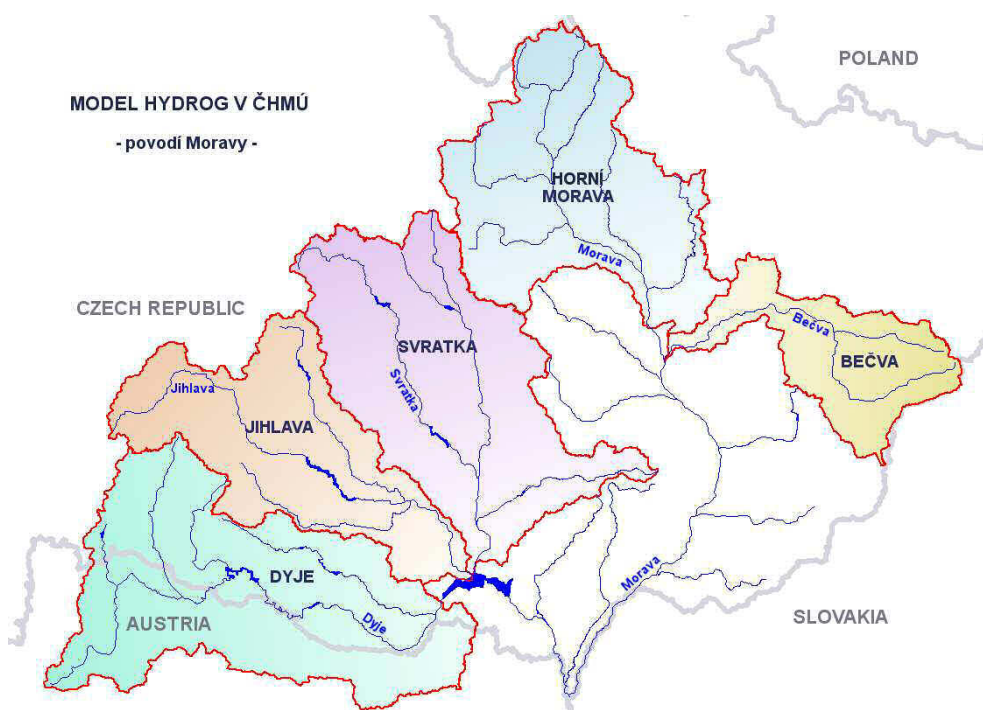 MODEL HYDROG V ČHMÚ
- povodí Moravy -
POLAND
HORNÍ
MORAVA
Morava
CZECH REPUBLIC
SVRATKA
Bečva
BEČVA
Jihlava
Svratka
JIHLAVA
DYJE
Morava
Dyje
AUSTRIA
SLOVAKIA